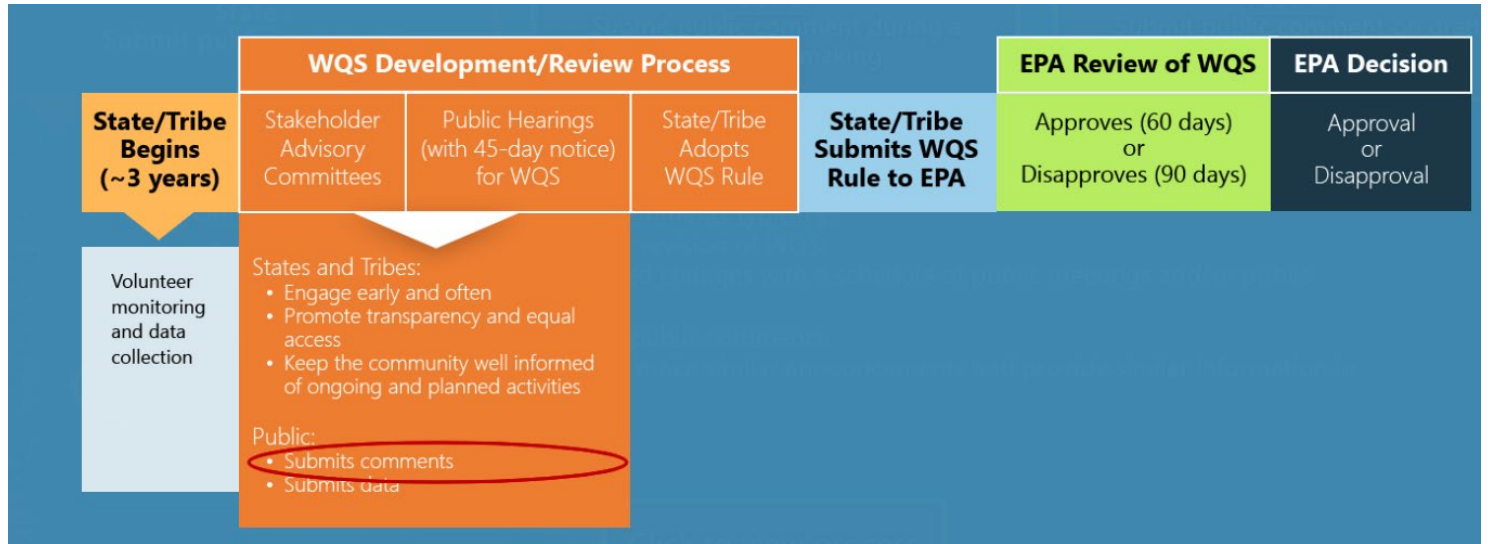 WQS Development/Review Process
EPA Review of WQS
EPA Decision
State/Tribe
Begins
(~3 years)
Stakeholder
Advisory
Committees
Public Hearings
(with 45-day notice)
for WQS
State/Tribe
Adopts
WQS Rule
State/Tribe
Submits WQS
Rule to EPA
Approves (60 days)
or
Disapproves (90 days)
Approval
or
Disapproval
Volunteer
monitoring
and data
collection
States and Tribes:
• Engage early and often
• Promote transparency and equal
access
• Keep the community well informed
of ongoing and planned activities
Public:
• Submits comments
• Submits data